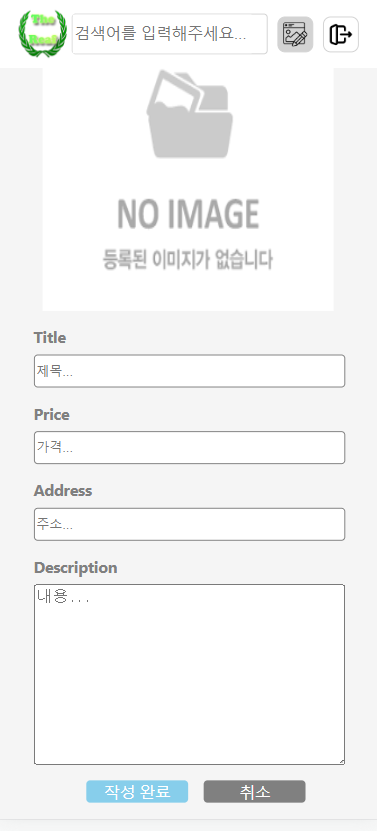 The
Real
검색어를 입력해주세요...
NO IMAGE
등록된 이미지가 없습니다
Title
제목...
Price
가격...
Address
주소...
Description
내용...
작성 완료 취소